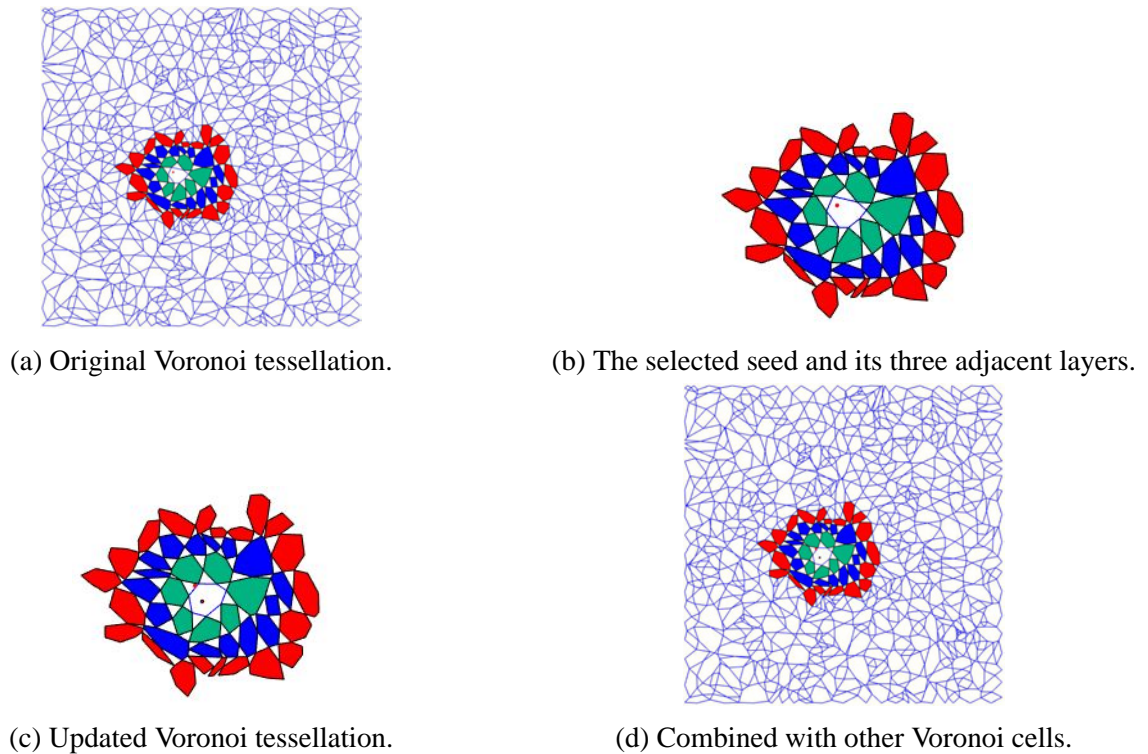 (a) Original Voronoi tessellation.
(b) The selected seed and its three adjacent layers.
(c) Updated Voronoi tessellation.
(d) Combined with other Voronoi cells.